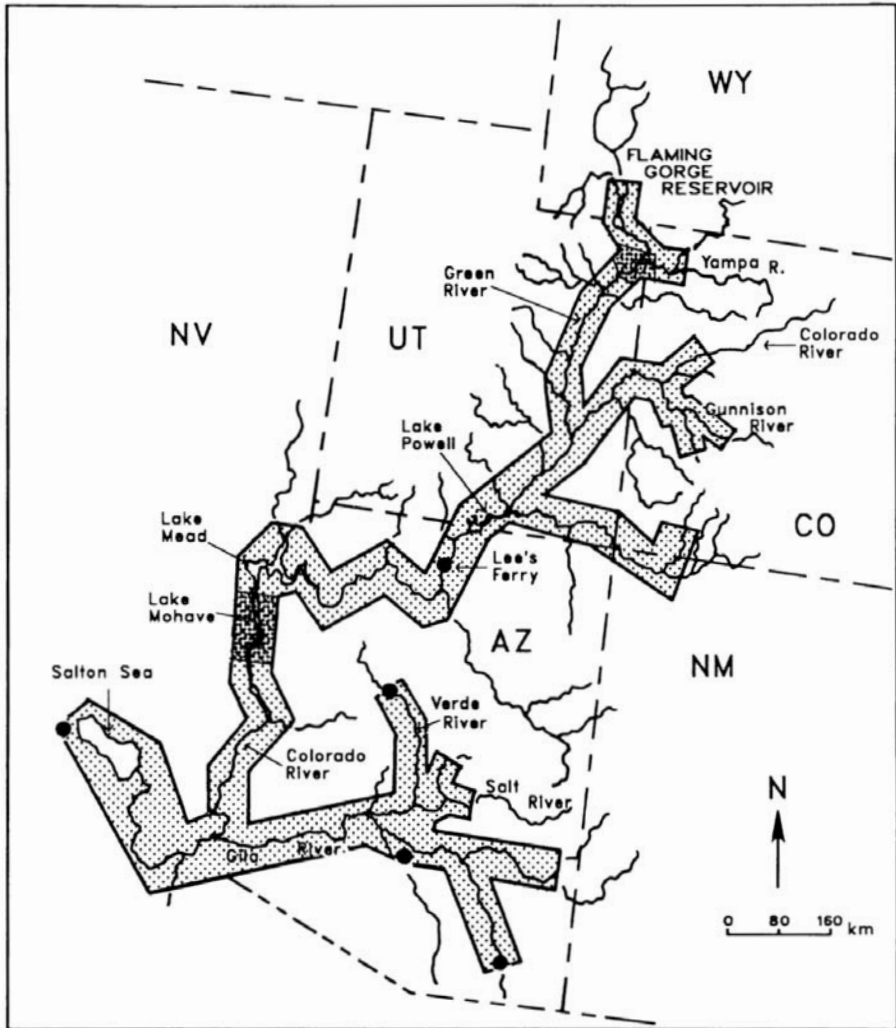 WY
FLAMING
GORGE
RESERVOIR
Yampa R.
Green
River
NV
UT
Colorado
River
Gunnison
River
Lake
Powell
Lake
Mead
CO
Lee's
Ferry
Lake
Mohave
AZ
NM
Salton Sea
Verde
River
Colorado
River
Salt
River
N
Gila River
0 80 160 km